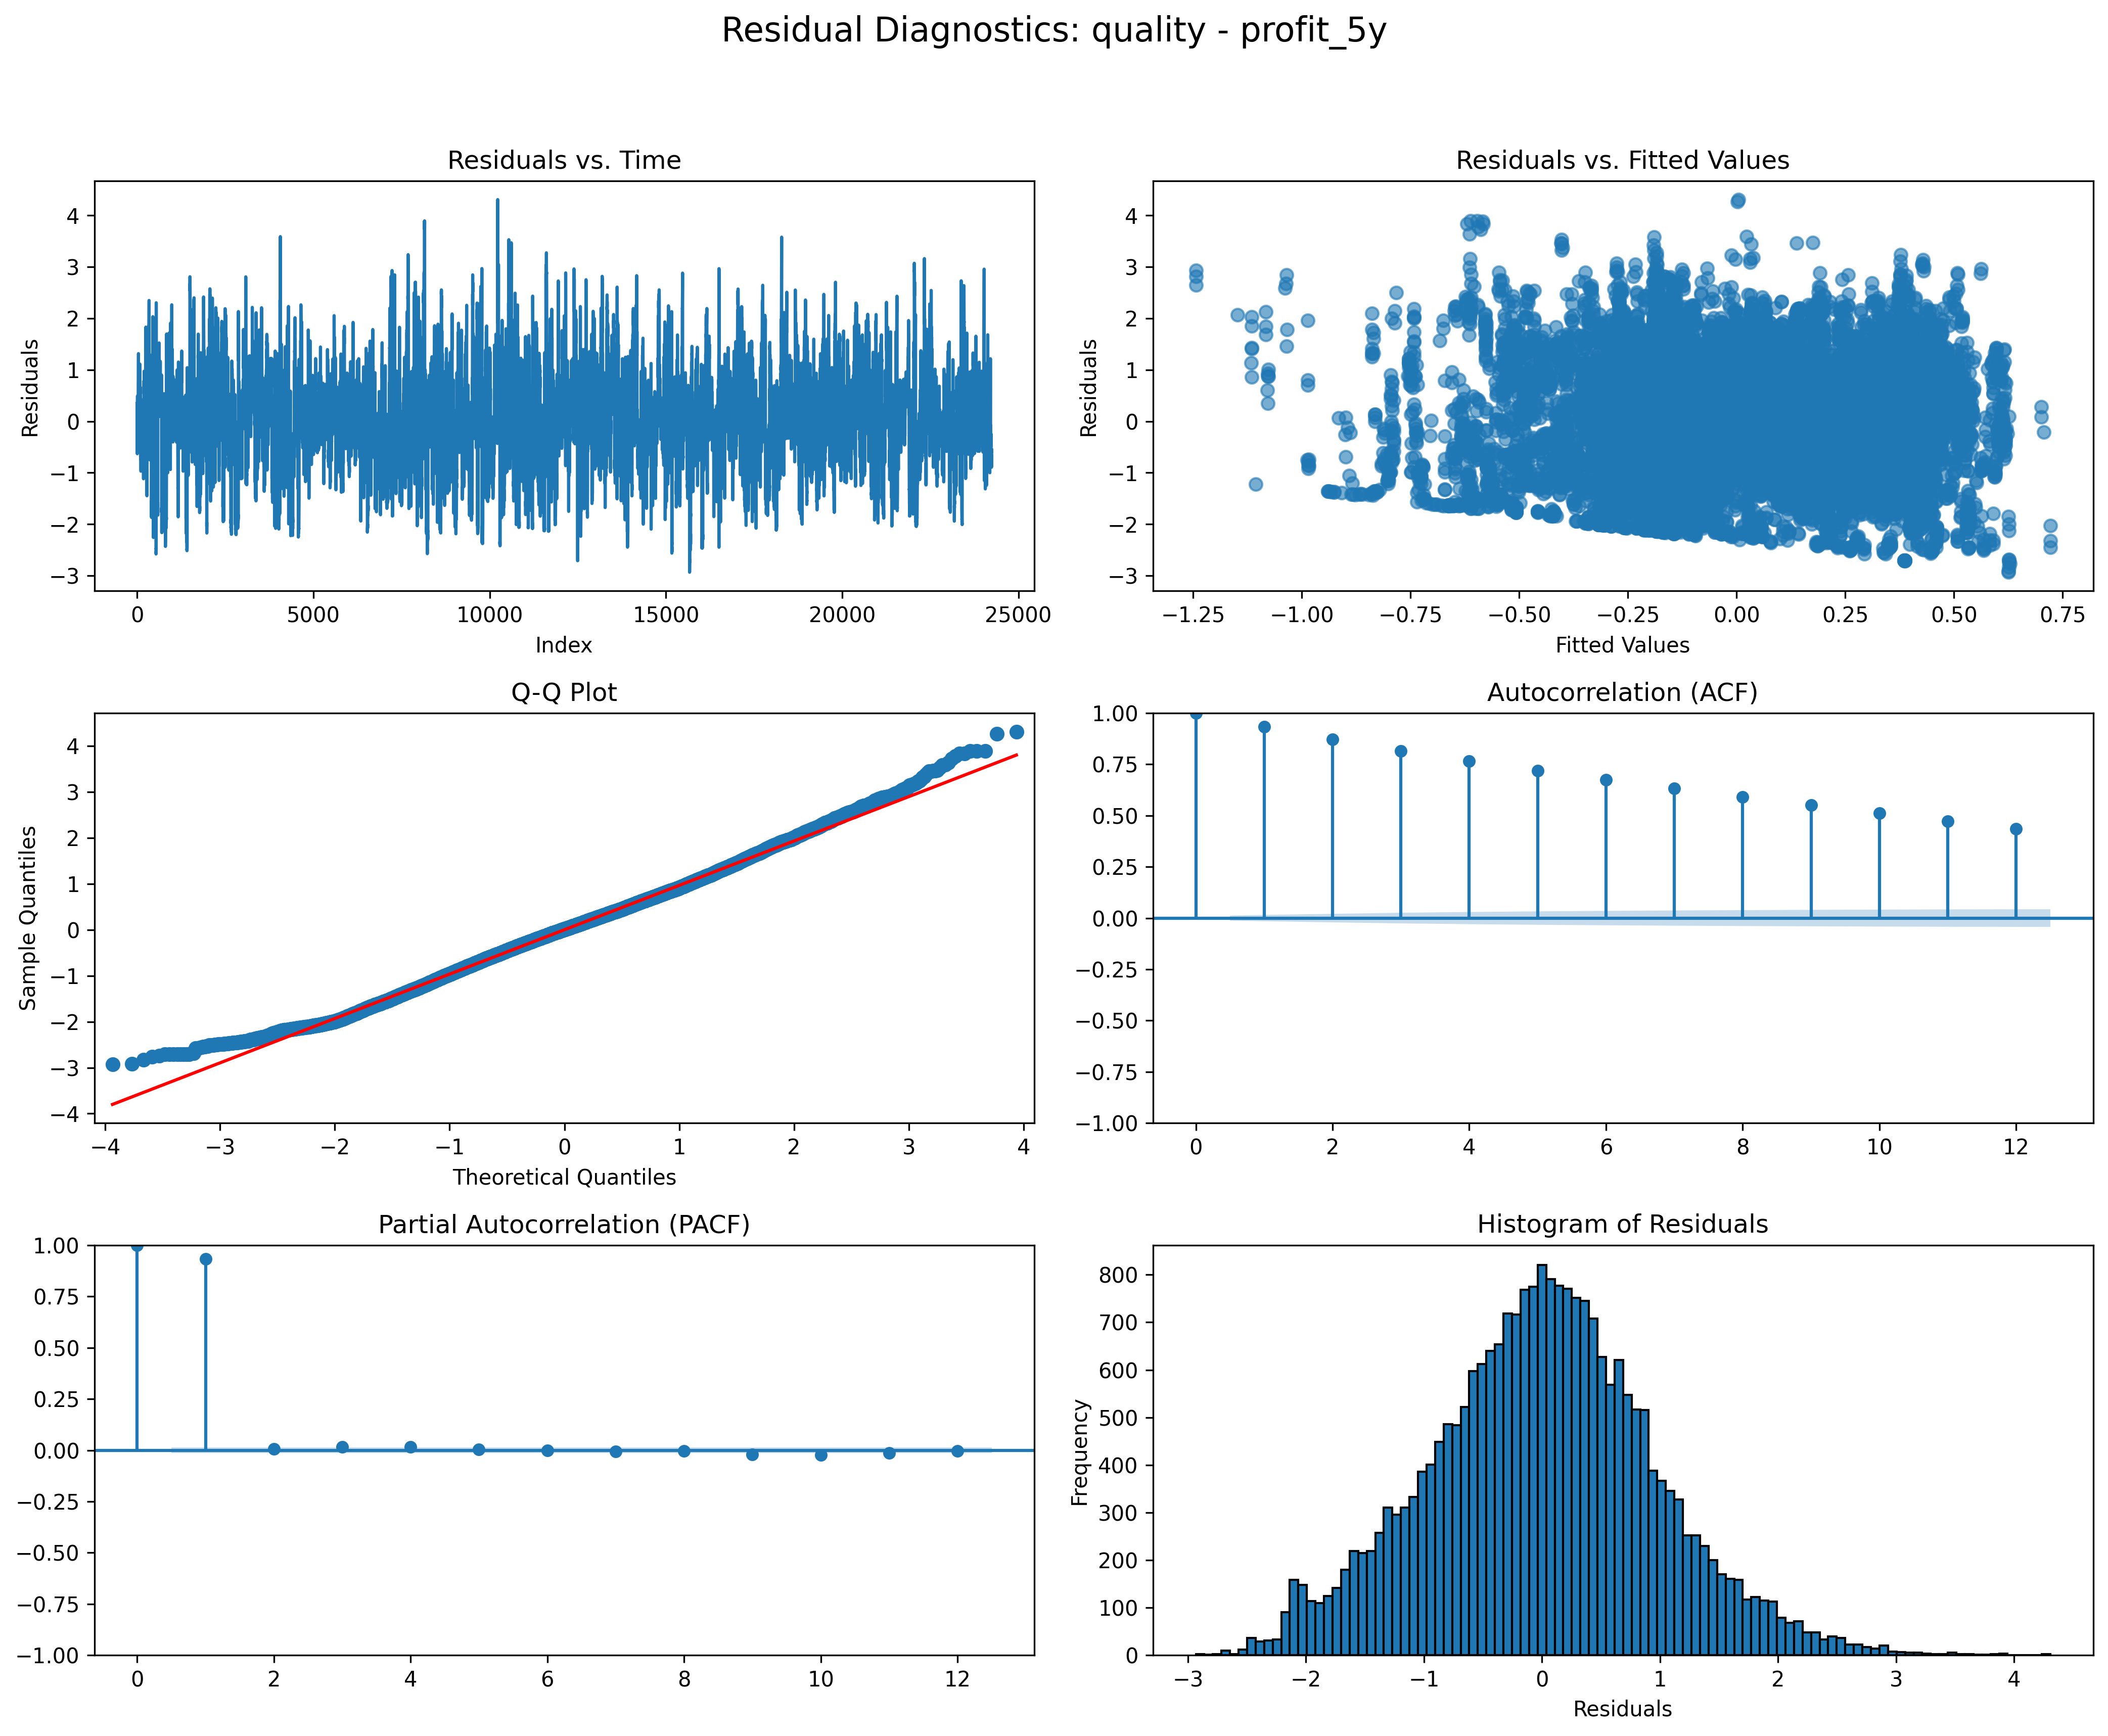 Residual Diagnostics: quality - profit_5y
Residuals vs. Time
Residuals
4
3
2
1
0
−1
−2
−3
0 5000 10000 15000 20000 25000
Index
Residuals vs. Fitted Values
Residuals
4
3
2
1
0
−1
−2
−3
−1.25 −1.00 −0.75 −0.50 −0.25 0.00 0.25 0.50 0.75
Fitted Values
Q-Q Plot
Sample Quantiles
4
3
2
1
0
−1
−2
−3
−4
−4 −3 −2 −1 0 1 2 3 4
Theoretical Quantiles
Autocorrelation (ACF)
1.00
0.75
0.50
0.25
0.00
−0.25
−0.50
−0.75
−1.00
0 2 4 6 8 10 12
Partial Autocorrelation (PACF)
1.00
0.75
0.50
0.25
0.00
−0.25
−0.50
−0.75
−1.00
0 2 4 6 8 10 12
Histogram of Residuals
Frequency
800
700
600
500
400
300
200
100
0
−3 −2 −1 0 1 2 3 4
Residuals